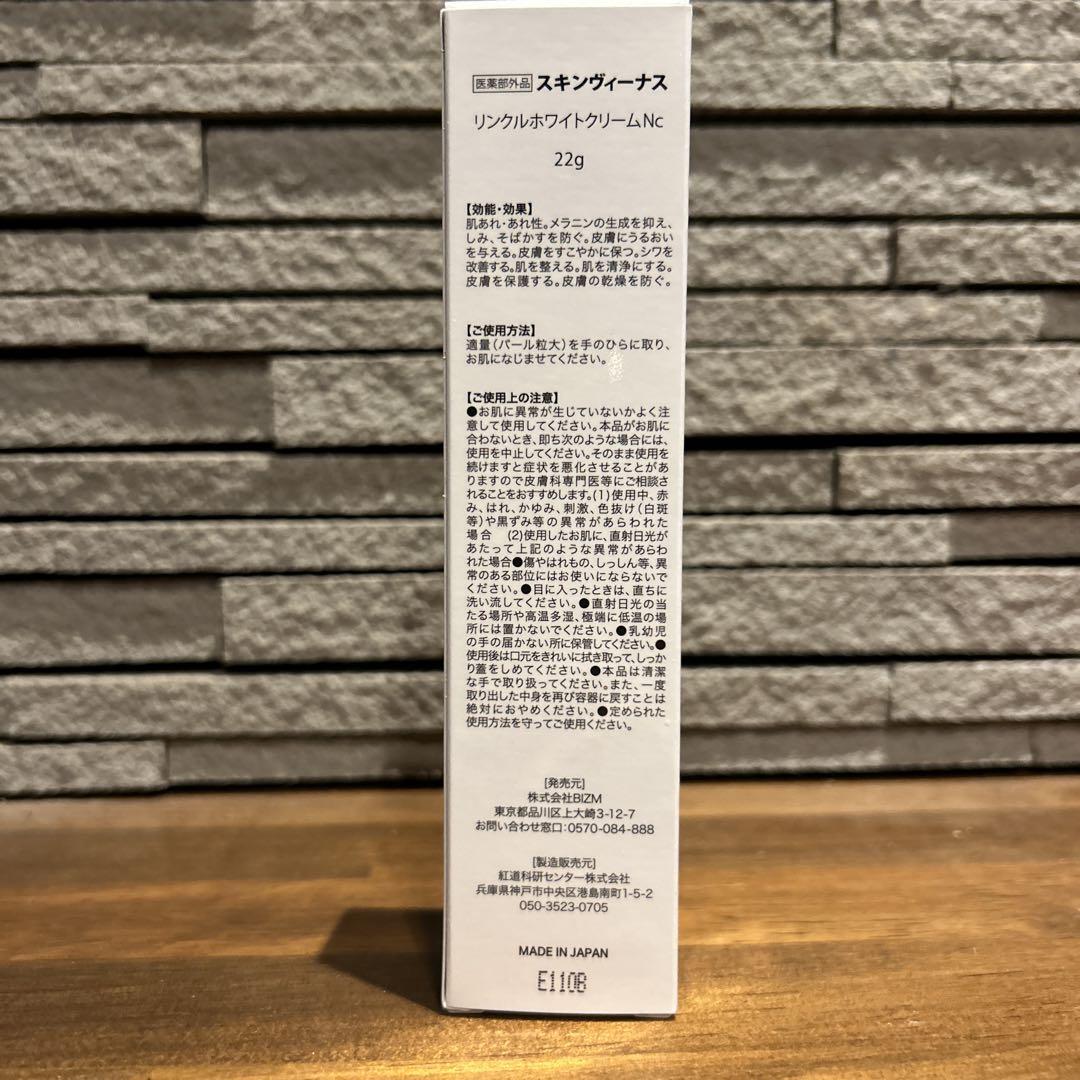 医薬部外品 スキンヴィーナス
リンクルホワイトクリームNc
22g
【効能・効果】
肌あれ・あれ性。メラニンの生成を抑え、
しみ、そばかすを防ぐ。皮膚にうるおい
を与える。皮膚をすこやかに保つ。シワを
改善する。肌を整える。肌を清浄にする。
皮膚を保護する。皮膚の乾燥を防ぐ。
【ご使用方法】
適量（パール粒大）を手のひらに取り、
お肌になじませてください。
【ご使用上の注意】
●お肌に異常が生じていないかよく注
意して使用してください。本品がお肌に
合わないとき、即ち次のような場合には、
使用を中止してください。そのまま使用を
続けますと症状を悪化させることがあ
りますので皮膚科専門医等にご相談さ
れることをおすすめします。(1)使用中、赤
み、はれ、かゆみ、刺激、色抜け（白斑
等）や黒ずみ等の異常があらわれた
場合 (2)使用したお肌に、直射日光が
あたって上記のような異常があらわ
れた場合●傷やはれもの、しっしん等、異
常のある部位にはお使いにならないで
ください。●目に入ったときは、直ちに
洗い流してください。●直射日光の当
たる場所や高温多湿、極端に低温の場
所には置かないでください。●乳幼児
の手の届かない所に保管してください。●
使用後は口元をきれいに拭き取って、しっか
り蓋をしめてください。●本品は清潔
な手で取り扱ってください。また、一度
取り出した中身を再び容器に戻すことは
絶対におやめください。●定められた
使用方法を守ってご使用ください。
[発売元]
株式会社BIZM
東京都品川区上大崎3-12-7
お問い合わせ窓口:0570-084-888
[製造販売元]
紅道科研センター株式会社
兵庫県神戸市中央区港島南町1-5-2
050-3523-0705
MADE IN JAPAN
E110B